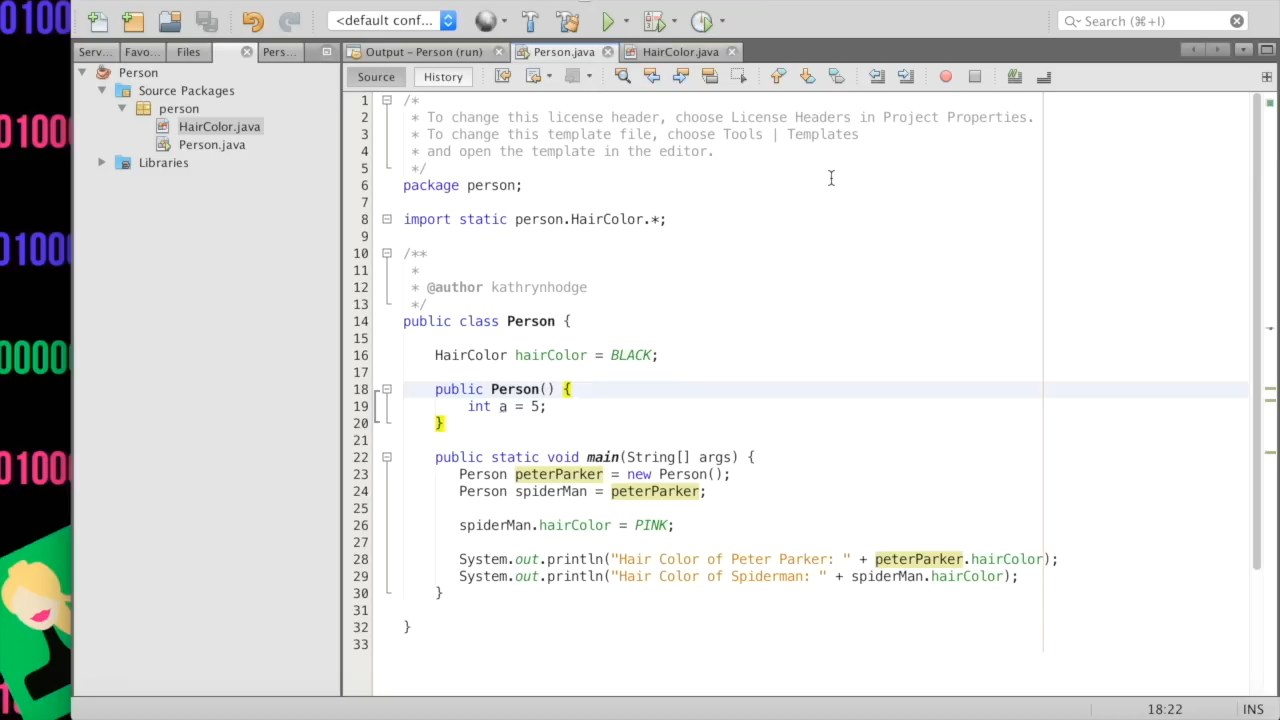 <default conf...
Search (⌘+I)
Serv...
Favo...
Files
Pers...
Output – Person (run)
Person.java
HairColor.java
Source
History
Person
Source Packages
person
HairColor.java
Person.java
Libraries
1 /*
2 * To change this license header, choose License Headers in Project Properties.
3 * To change this template file, choose Tools | Templates
4 * and open the template in the editor.
5 */
6 package person;
7
8 import static person.HairColor.*;
9
10 /**
11 *
12 * @author kathrynhodge
13 */
14 public class Person {
15
16 HairColor hairColor = BLACK;
17
18 public Person() {
19 int a = 5;
20 }
21
22 public static void main(String[] args) {
23 Person peterParker = new Person();
24 Person spiderMan = peterParker;
25
26 spiderMan.hairColor = PINK;
27
28 System.out.println("Hair Color of Peter Parker: " + peterParker.hairColor);
29 System.out.println("Hair Color of Spiderman: " + spiderMan.hairColor);
30 }
31
32 }
33
18:22
INS
01000
01000
01000
00000
01000